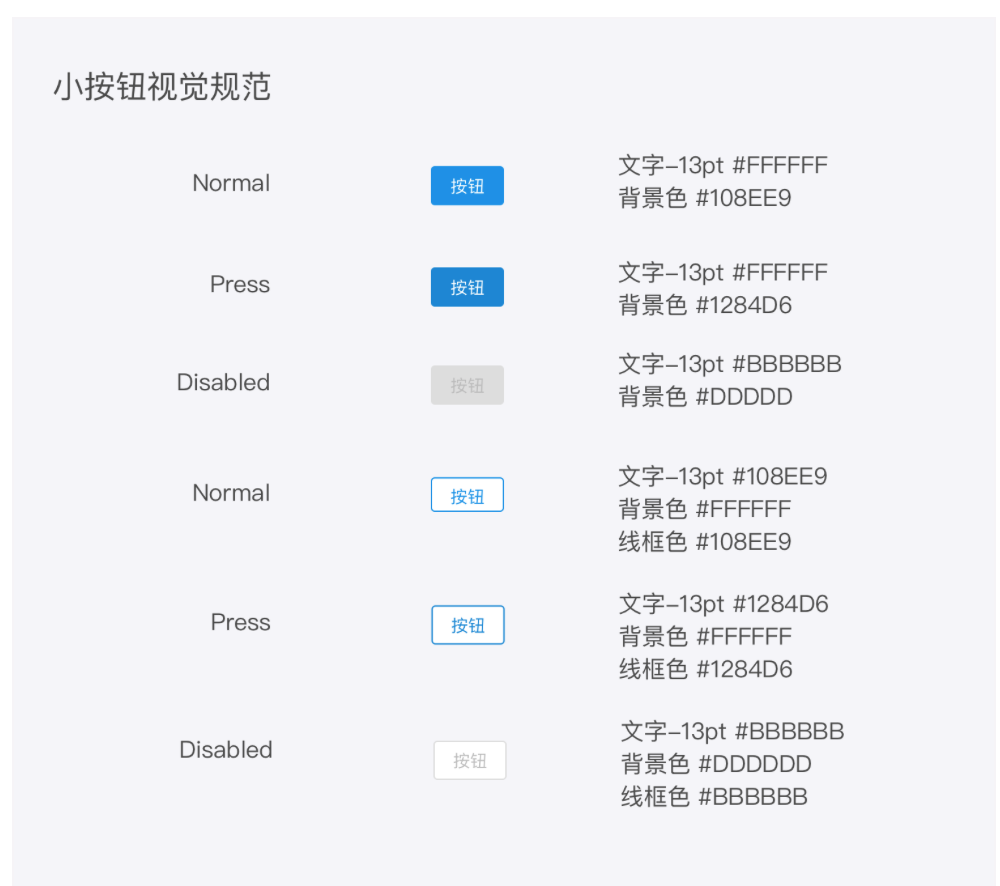 小按钮视觉规范
Normal
按钮
文字–13pt #FFFFFF
背景色 #108EE9
Press
按钮
文字–13pt #FFFFFF
背景色 #1284D6
Disabled
按钮
文字–13pt #BBBBBB
背景色 #DDDDD
Normal
按钮
文字–13pt #108EE9
背景色 #FFFFFF
线框色 #108EE9
Press
按钮
文字–13pt #1284D6
背景色 #FFFFFF
线框色 #1284D6
Disabled
按钮
文字–13pt #BBBBBB
背景色 #DDDDDD
线框色 #BBBBBB